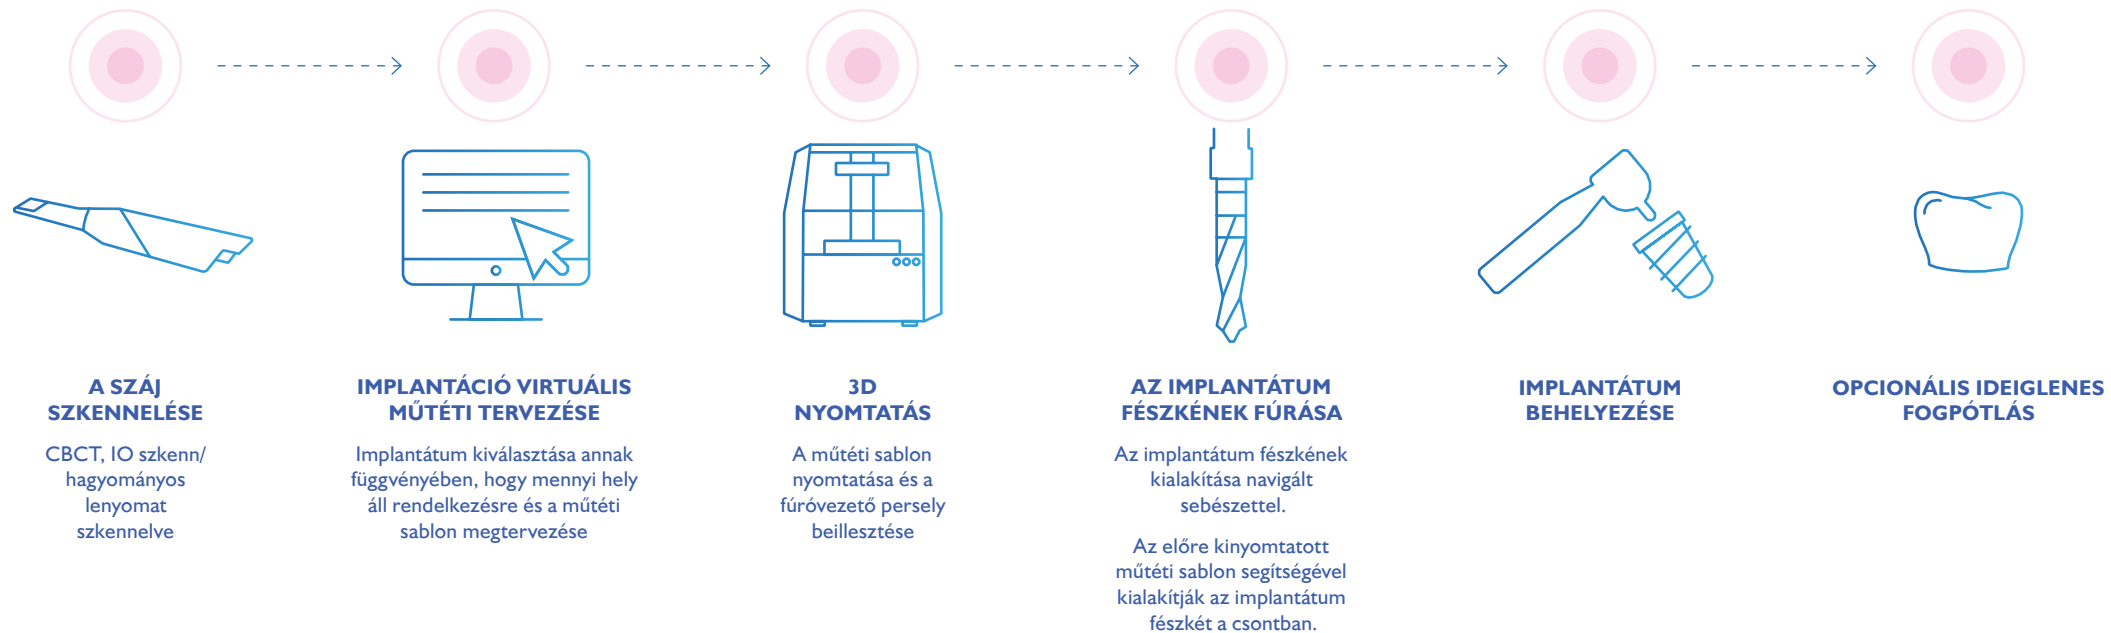 A SZÁJ
SZKENNELÉSE
CBCT, IO szkenn/
hagyományos
lenyomat
szkennelve
IMPLANTÁCIÓ VIRTUÁLIS
MŰTÉTI TERVEZÉSE
Implantátum kiválasztása annak
függvényében, hogy mennyi hely
áll rendelkezésre és a műtéti
sablon megtervezése
3D
NYOMTATÁS
A műtéti sablon
nyomtatása és a
fúróvezető persely
beillesztése
AZ IMPLANTÁTUM
FÉSZKÉNEK FÚRÁSA
Az implantátum fészkének
kialakítása navigált
sebészettel.
Az előre kinyomtatott
műtéti sablon segítségével
kialakítják az implantátum
fészkét a csontban.
IMPLANTÁTUM
BEHELYEZÉSE
OPCIONÁLIS IDEIGLENES
FOGPÓTLÁS